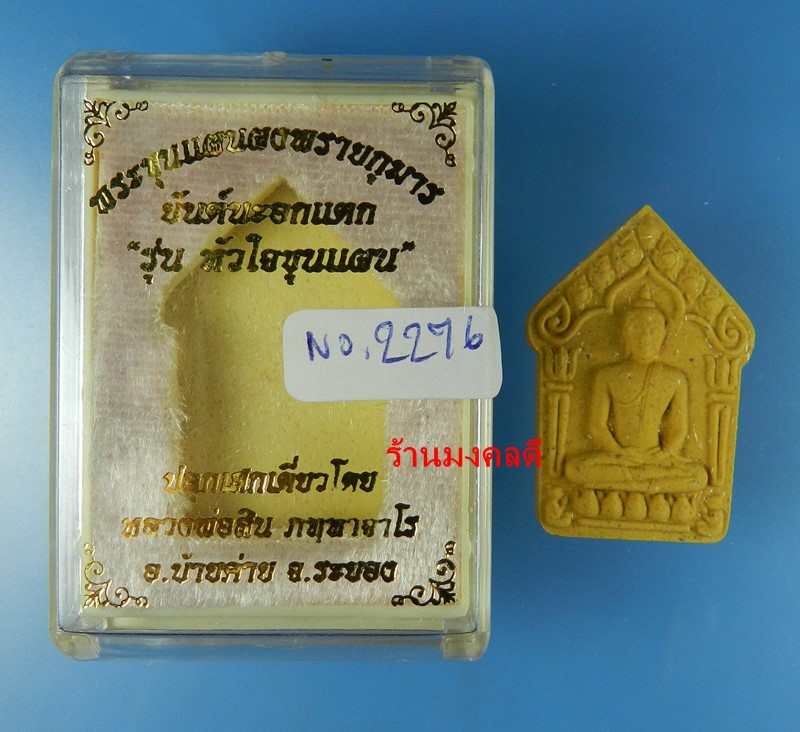 พระขุนแผนผงพรายกุมาร
ยันต์นะอกแตก
"รุ่น หัวใจขุนแผน"
NO. 2276
ร้านมงคลดี
ปลุกเสกเดี่ยวโดย
หลวงพ่อสิน ภทฺทาจาโร
อ.บ้านค่าย จ.ระยอง